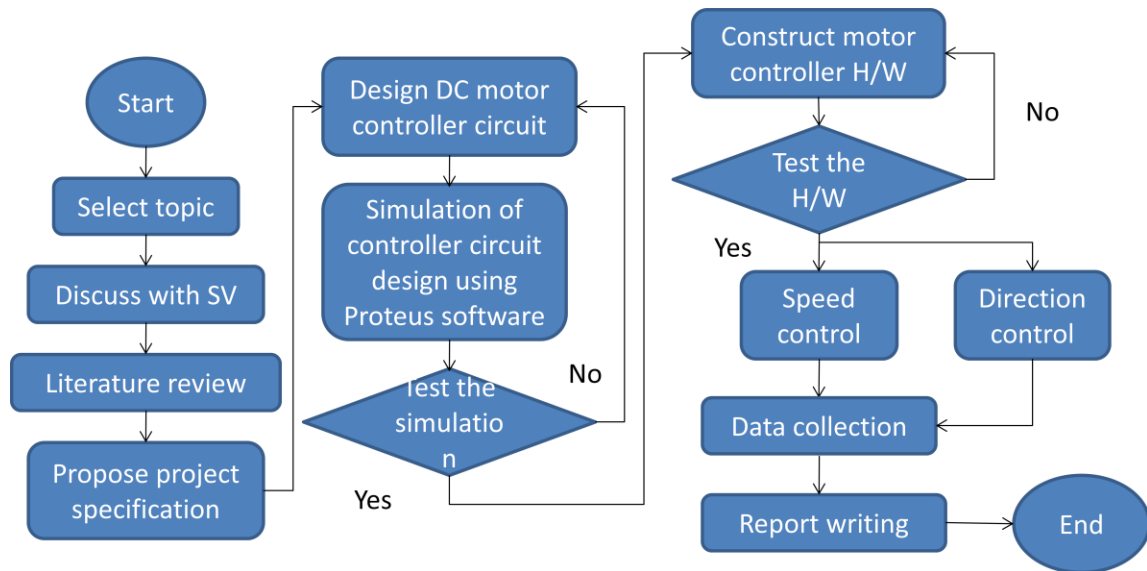 Start
Select topic
Discuss with SV
Literature review
Propose project
specification
Design DC motor
controller circuit
Simulation of
controller circuit
design using
Proteus software
Test the
simulatio
n
No
Yes
Construct motor
controller H/W
Test the
H/W
No
Yes
Speed
control
Direction
control
Data collection
Report writing
End